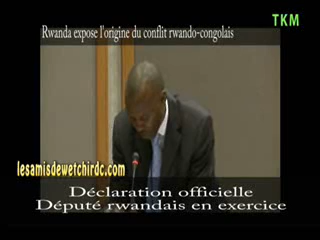 TKM
Rwanda expose l'origine du conflit rwando-congolais
lesamisdewetchirdc.com
Déclaration officielle
Député rwandais en exercice